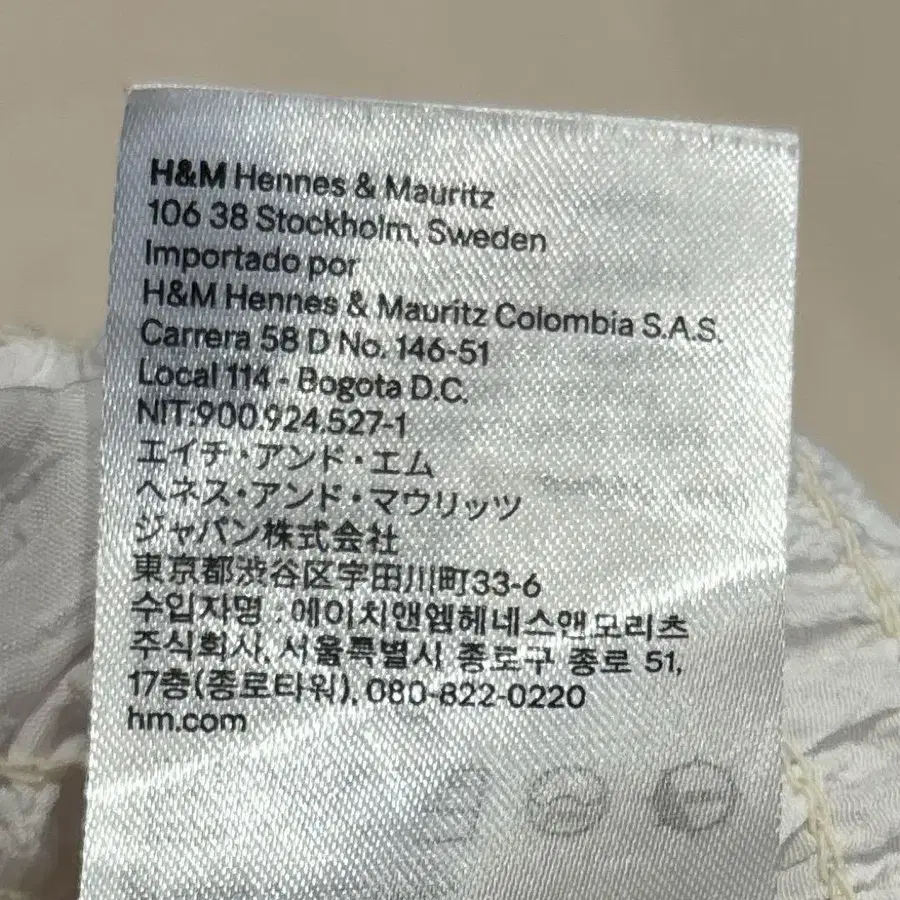 H&M Hennes & Mauritz
106 38 Stockholm, Sweden
Importado por
H&M Hennes & Mauritz Colombia S.A.S.
Carrera 58 D No. 146-51
Local 114 - Bogota D.C.
NIT:900.924.527-1
エイチ・アンド・エム
ヘネス・アンド・マウリッツ
ジャパン株式会社
東京都渋谷区宇田川町33-6
수입자명 : 에이치앤엠헤네스앤모리츠
주식회사, 서울특별시 종로구 종로 51,
17층(종로타워), 080-822-0220
hm.com